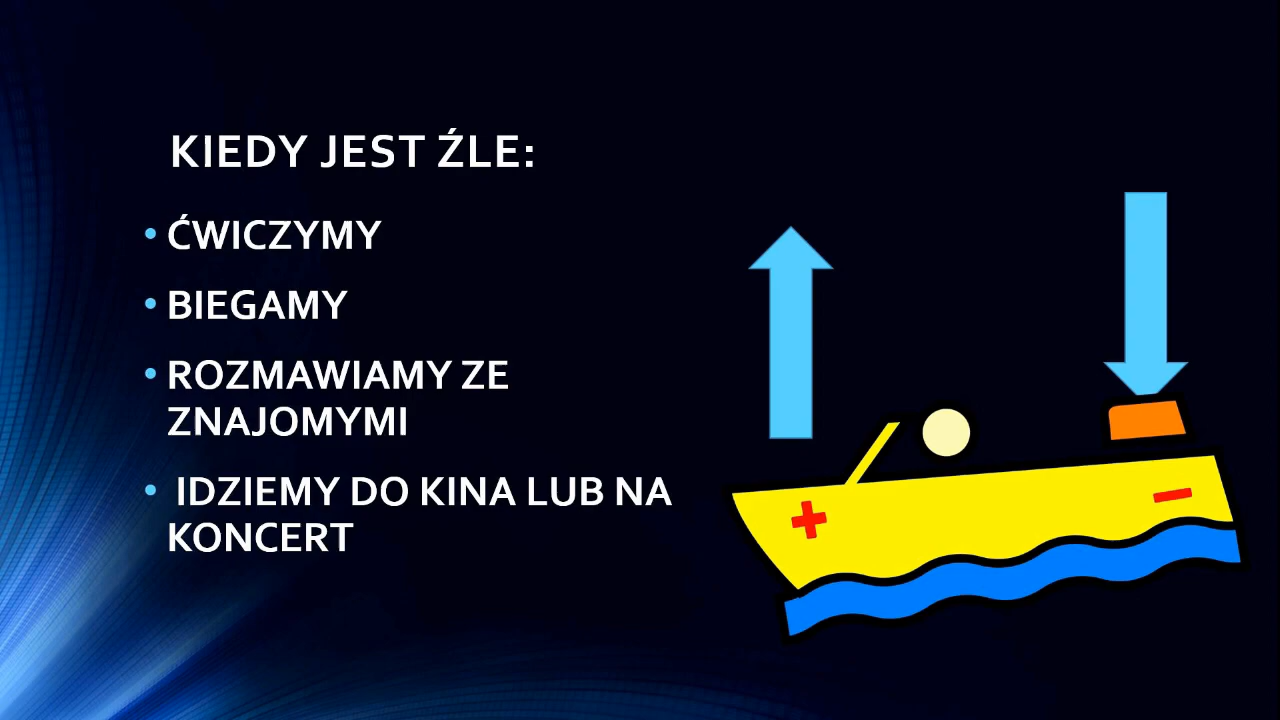 KIEDY JEST ŹLE:
• ĆWICZYMY
• BIEGAMY
• ROZMAWIAMY ZE
ZNAJOMYMI
• IDZIEMY DO KINA LUB NA
KONCERT
+ −